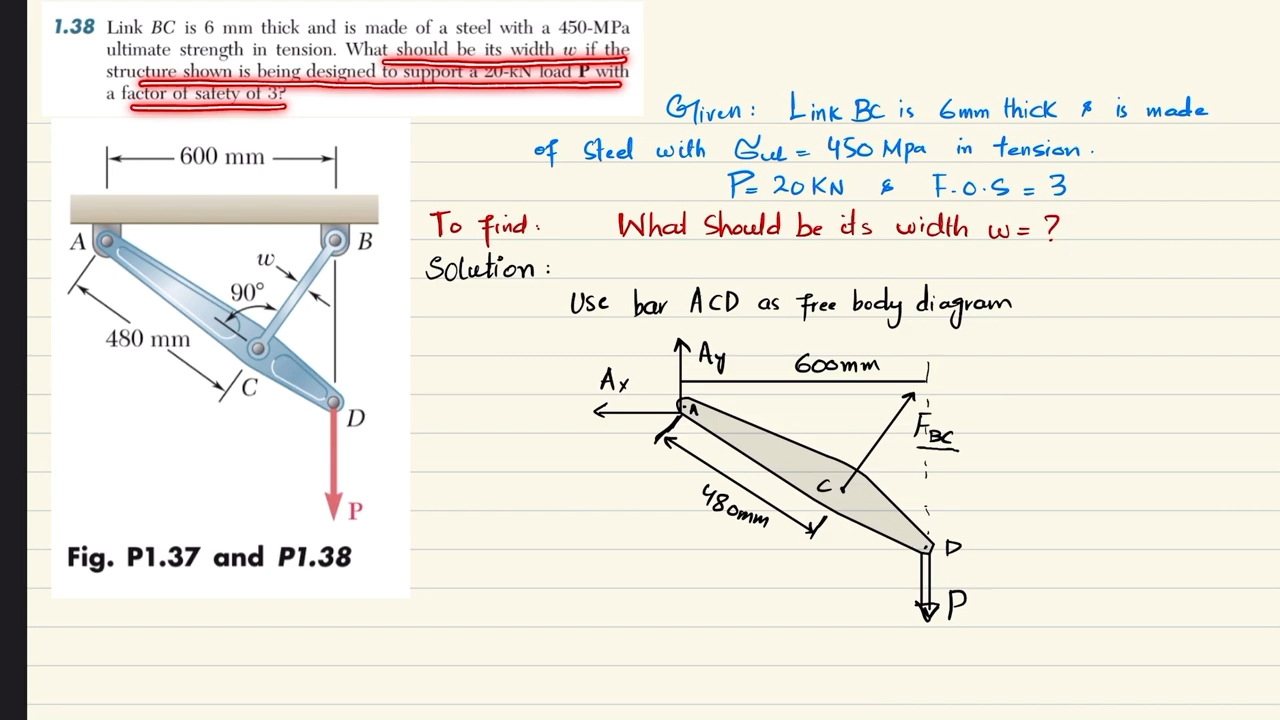 1.38 Link BC is 6 mm thick and is made of a steel with a 450-MPa
ultimate strength in tension. What should be its width w if the
structure shown is being designed to support a 20-kN load P with
a factor of safety of 3?
600 mm
A
B
w
90°
480 mm
C
D
P
Fig. P1.37 and P1.38
Given: Link BC is 6mm thick & is made
of steel with σul = 450 Mpa in tension.
P= 20KN & F.O.S = 3
To find: What should be its width w= ?
Solution:
Use bar ACD as free body diagram
Ay
600mm
Ax
A
FBC
C
480mm
D
P